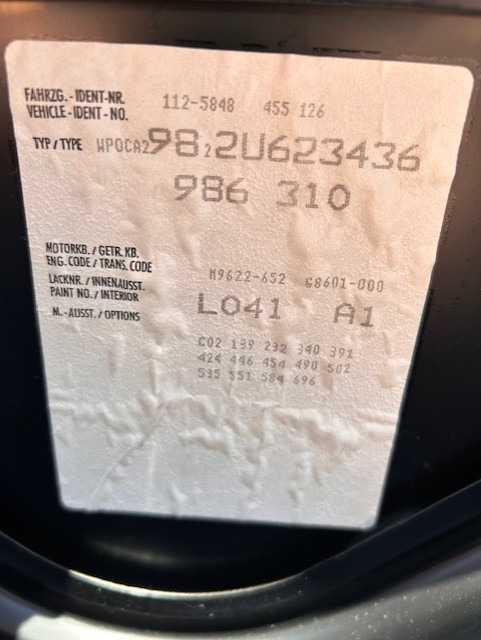 FAHRZG. - IDENT-NR. 112-5848 455 126
VEHICLE - IDENT - NO.
TYP / TYPE WP0CA2982 2U623436
986 310
MOTORKB. / GETR. KB.
ENG. CODE / TRANS. CODE M9622-652 G8601-000
LACKNR. / INNENAUSST.
PAINT NO. / INTERIOR L041 A1
M. - AUSST. / OPTIONS
C02 139 232 340 391
424 446 454 490 502
535 551 584 696